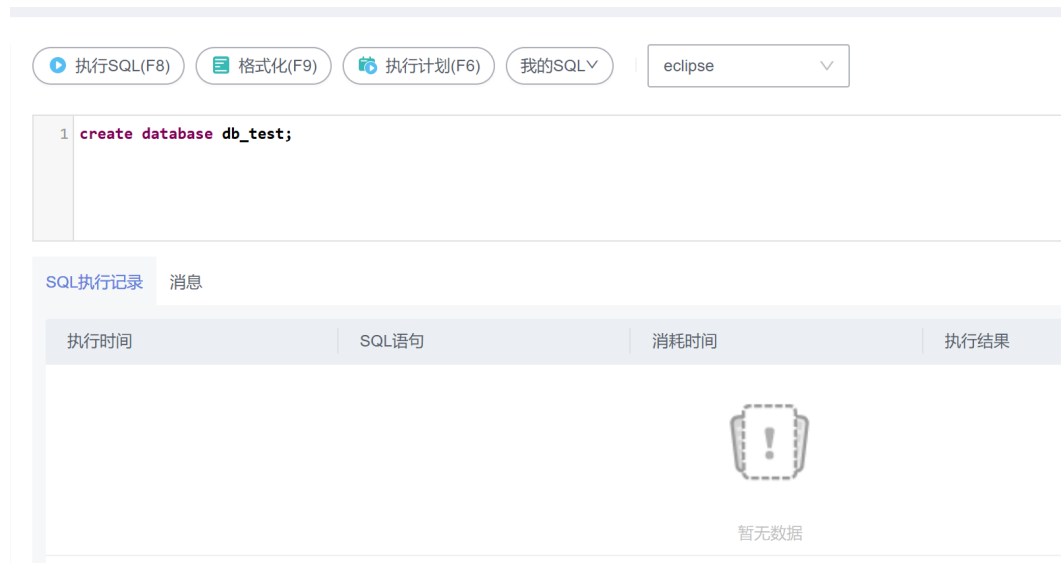 执行SQL(F8) 格式化(F9) 执行计划(F6) 我的SQL eclipse
1 create database db_test;
SQL执行记录 消息
执行时间 SQL语句 消耗时间 执行结果
暂无数据